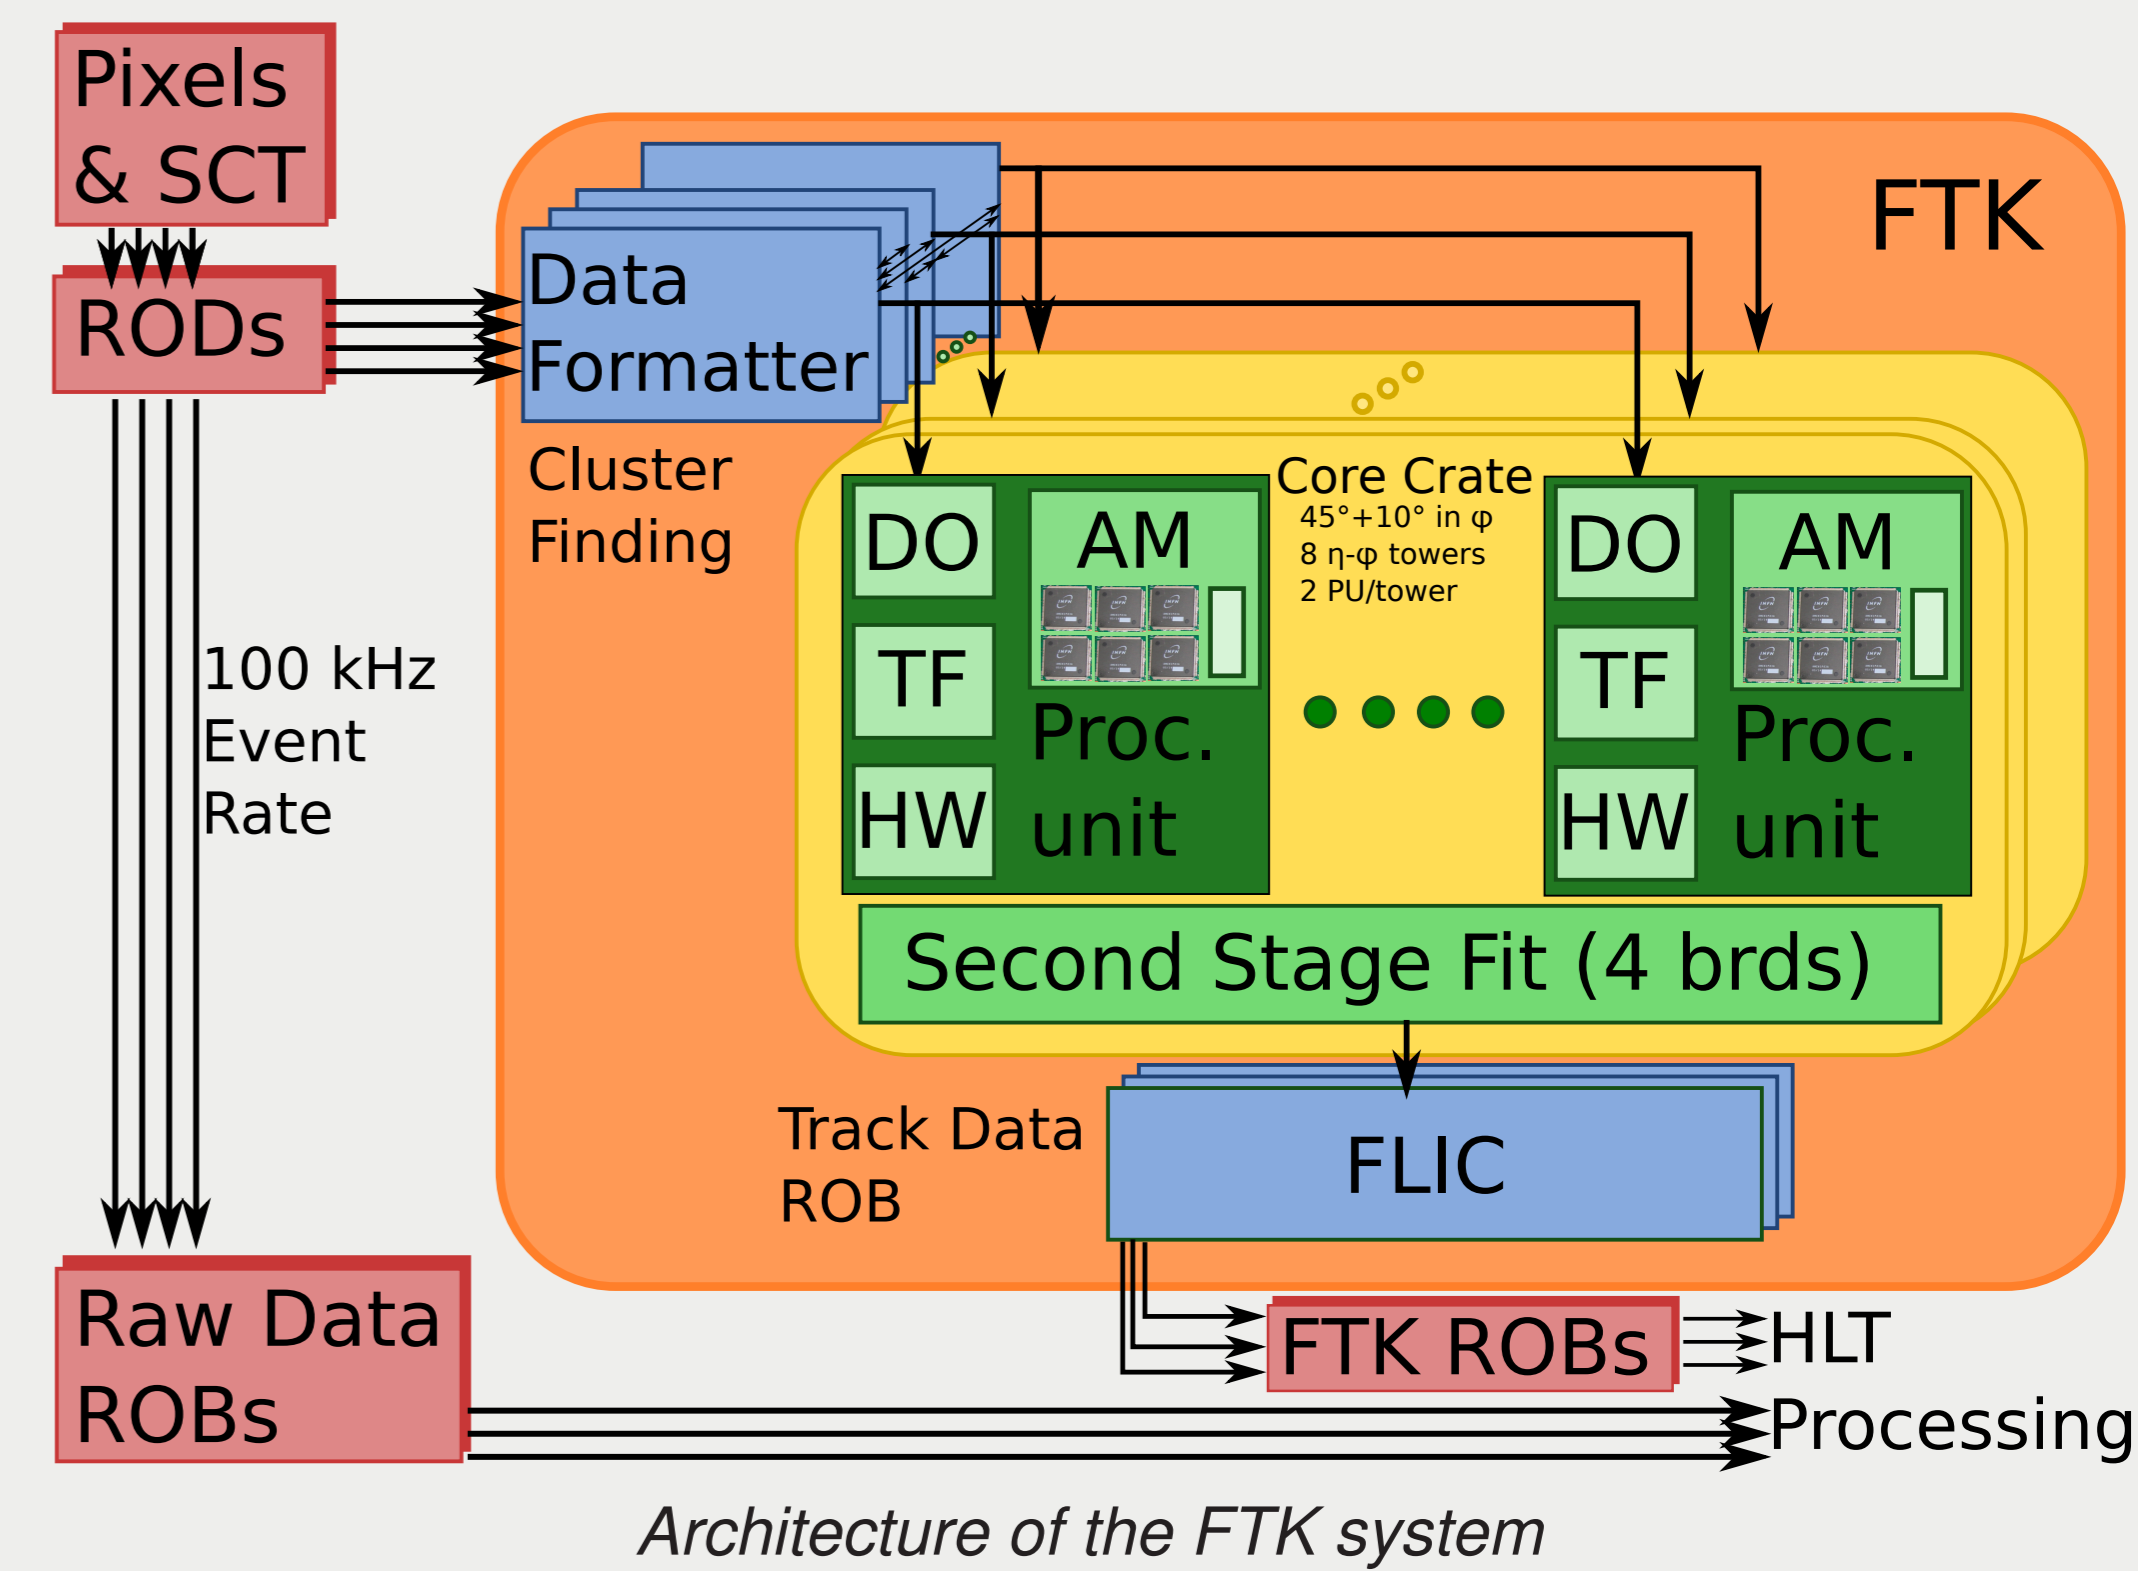 Pixels
& SCT
RODs
100 kHz
Event
Rate
Raw Data
ROBs
FTK
Data
Formatter
Cluster
Finding
Core Crate
45°+10° in φ
8 η-φ towers
2 PU/tower
DO
AM
TF
HW
Proc.
unit
DO
AM
TF
HW
Proc.
unit
Second Stage Fit (4 brds)
Track Data
ROB
FLIC
FTK ROBs
HLT
Processing
Architecture of the FTK system